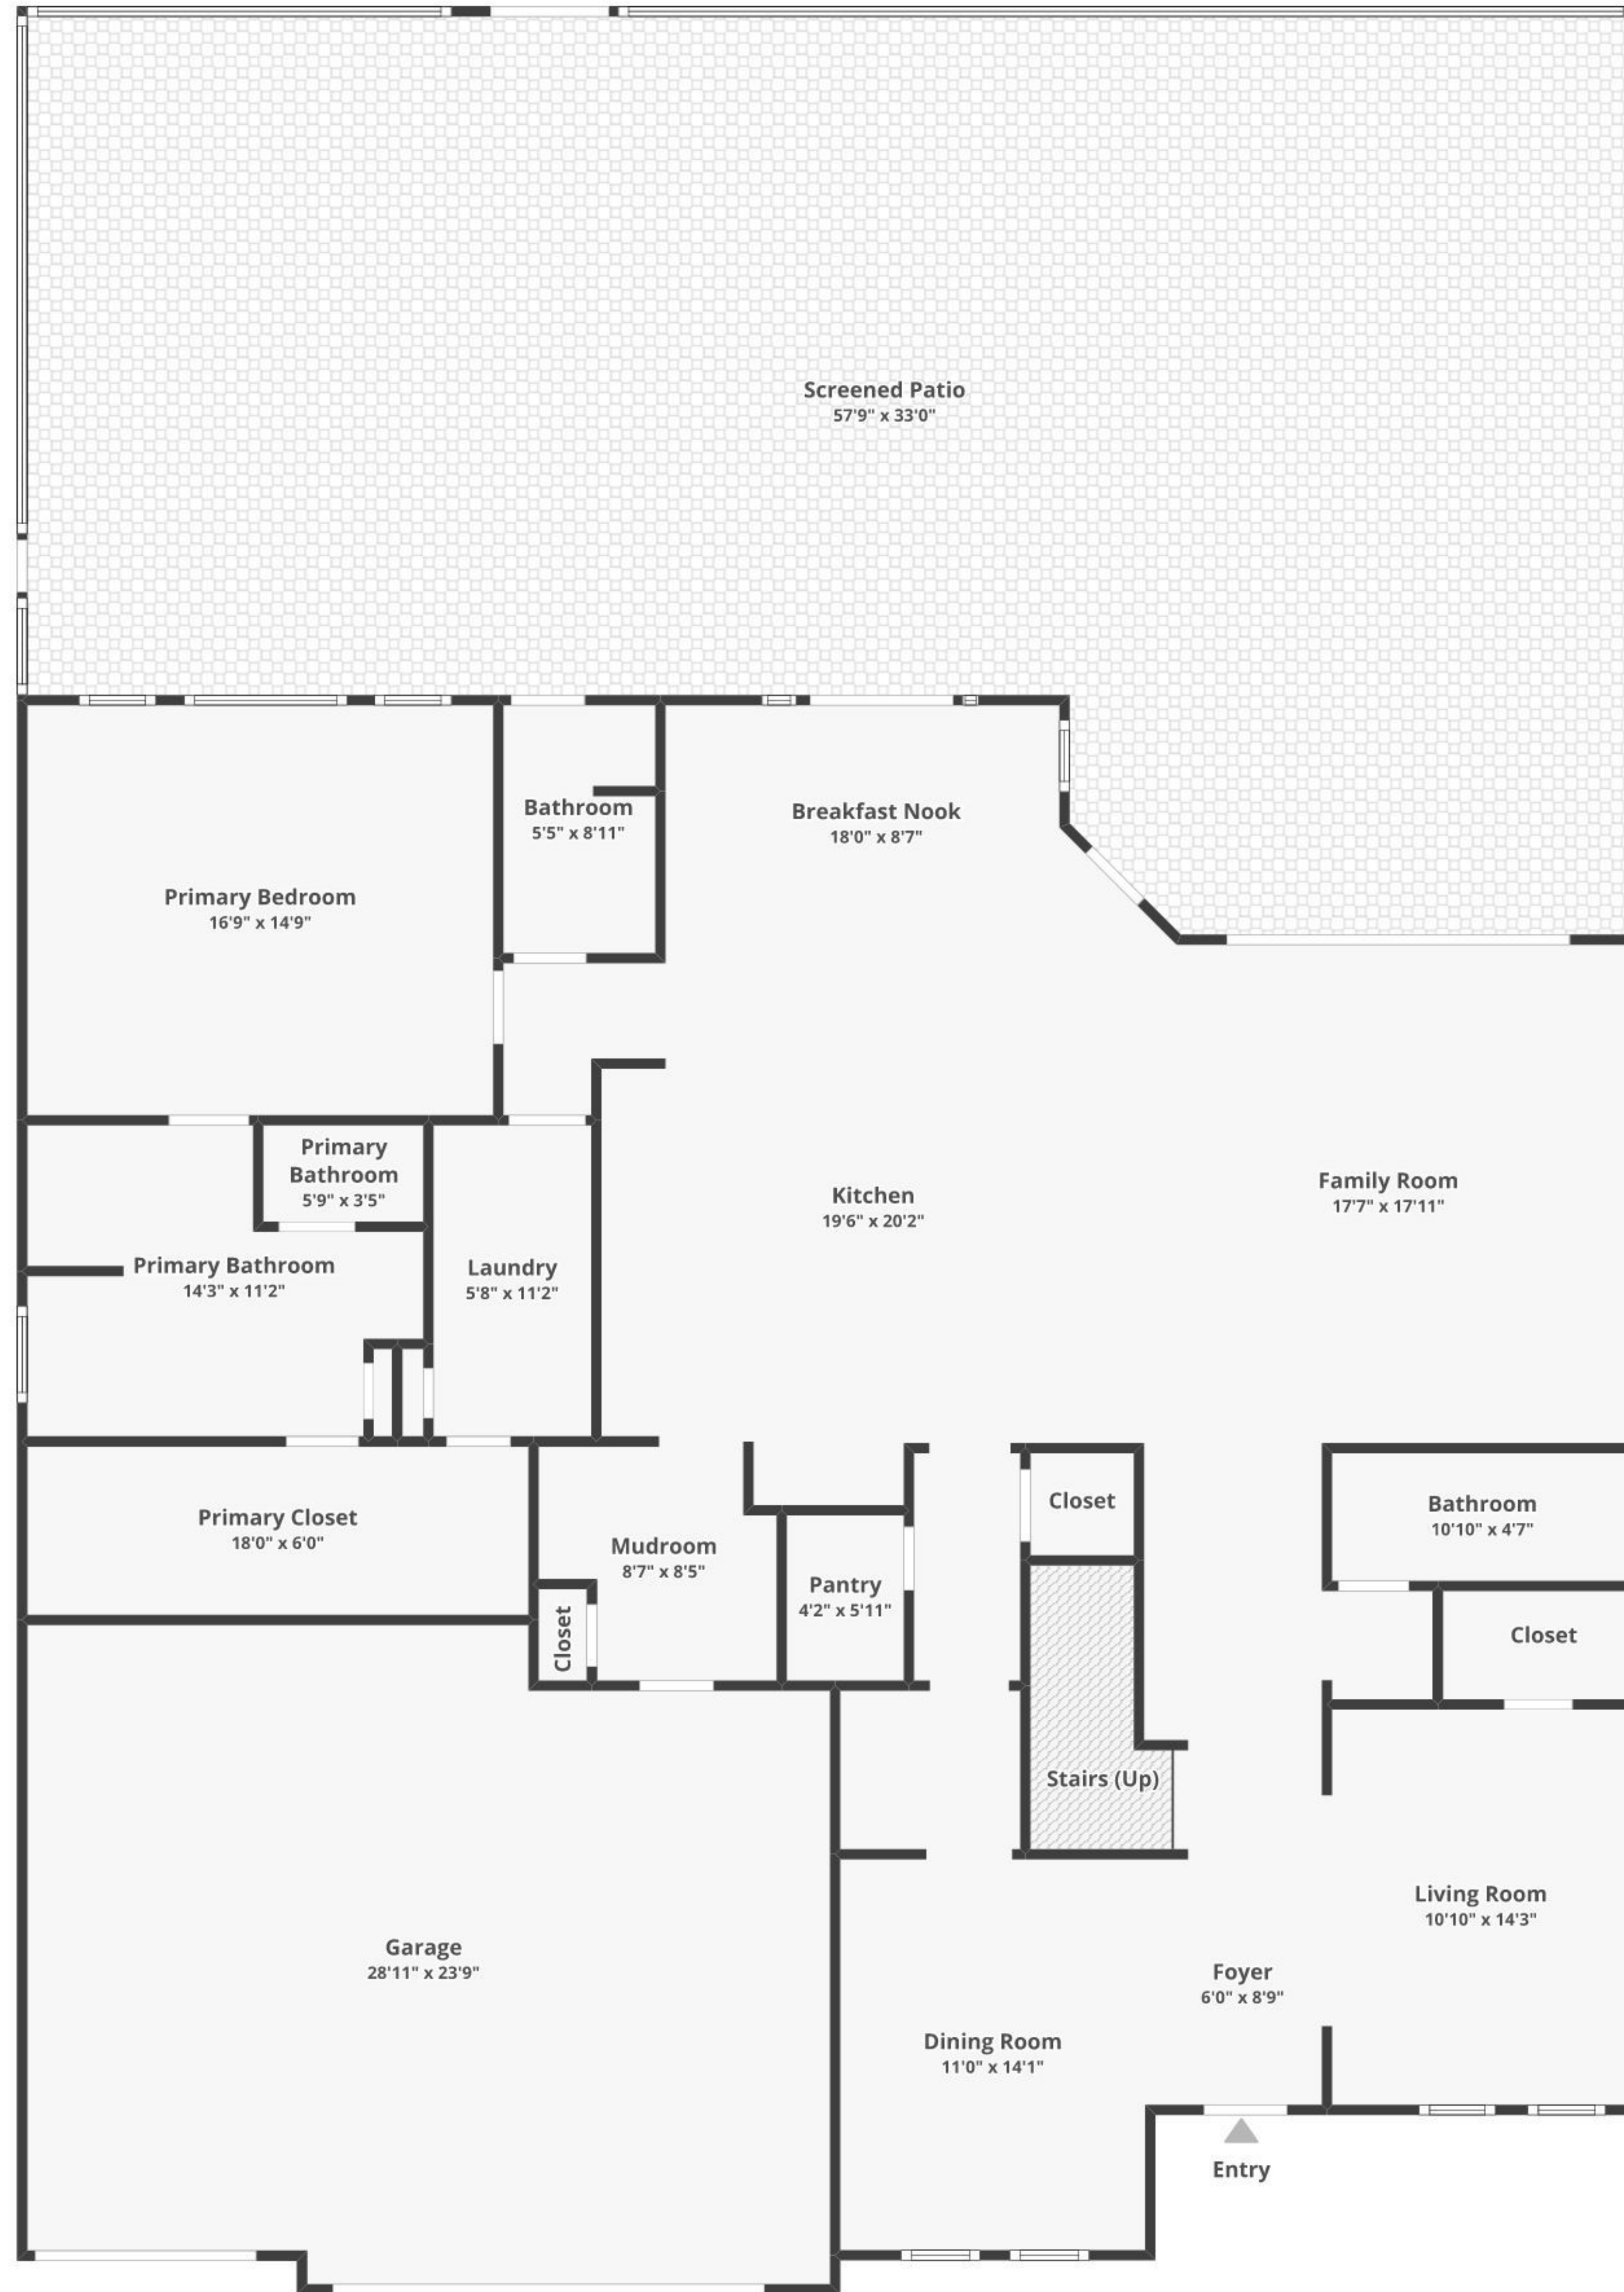 Screened Patio
57'9" x 33'0"
Bathroom
5'5" x 8'11"
Breakfast Nook
18'0" x 8'7"
Primary Bedroom
16'9" x 14'9"
Primary
Bathroom
5'9" x 3'5"
Kitchen
19'6" x 20'2"
Family Room
17'7" x 17'11"
Primary Bathroom
14'3" x 11'2"
Laundry
5'8" x 11'2"
Closet
Bathroom
10'10" x 4'7"
Primary Closet
18'0" x 6'0"
Mudroom
8'7" x 8'5"
Pantry
4'2" x 5'11"
Closet
Closet
Stairs (Up)
Living Room
10'10" x 14'3"
Garage
28'11" x 23'9"
Foyer
6'0" x 8'9"
Dining Room
11'0" x 14'1"
Entry